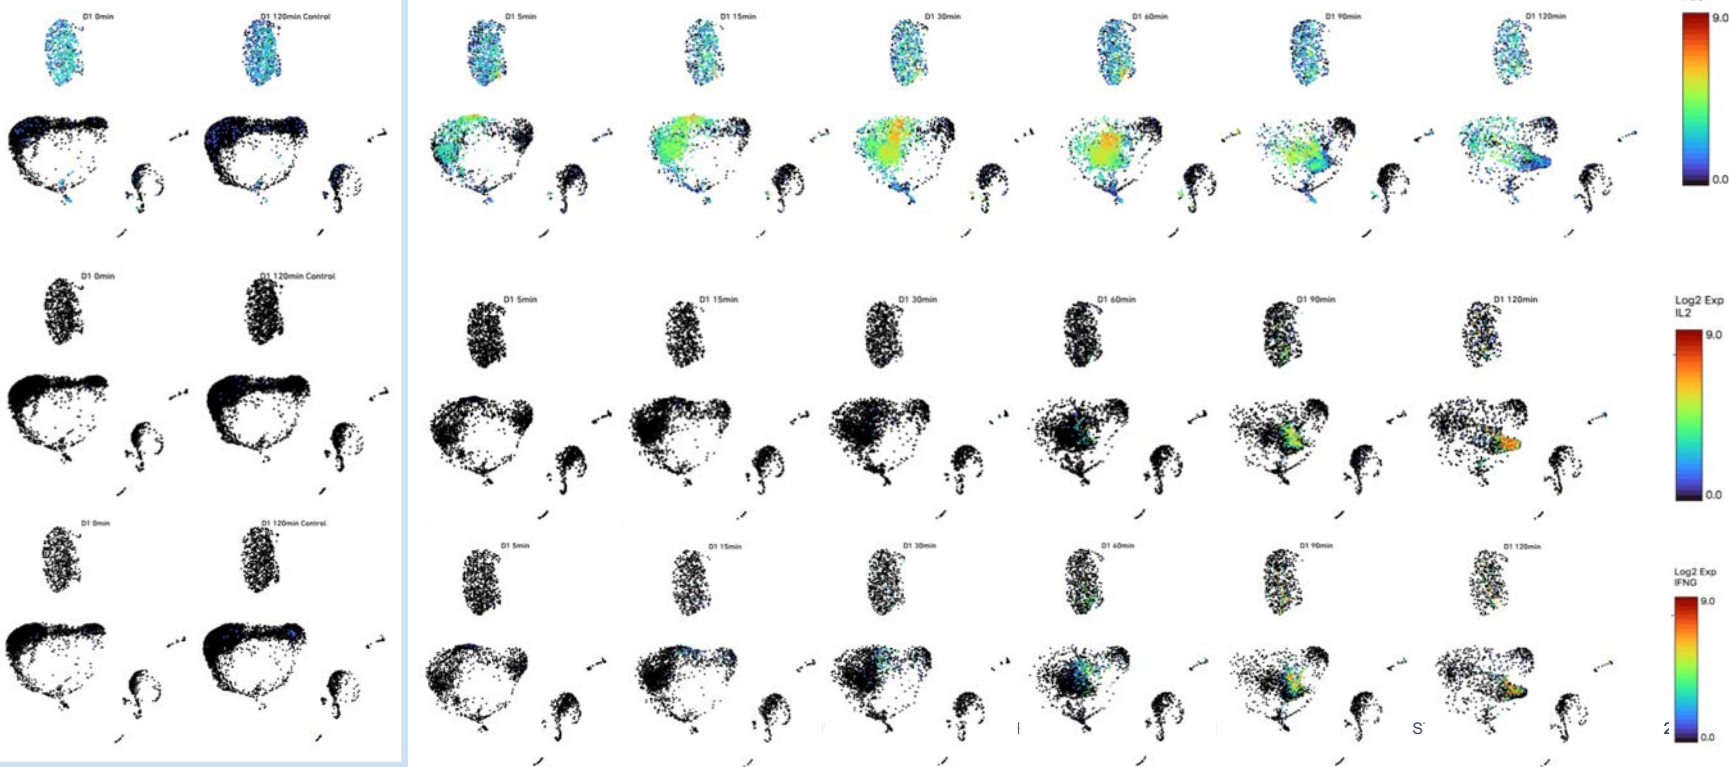 D1 0min
D1 120min Control
D1 5min
D1 15min
D1 30min
D1 60min
D1 90min
D1 120min
9.0
0.0
D1 0min
D1 120min Control
D1 5min
D1 15min
D1 30min
D1 60min
D1 90min
D1 120min
Log2 Exp
IL2
9.0
0.0
D1 0min
D1 120min Control
D1 5min
D1 15min
D1 30min
D1 60min
D1 90min
D1 120min
Log2 Exp
IFNG
9.0
0.0
S